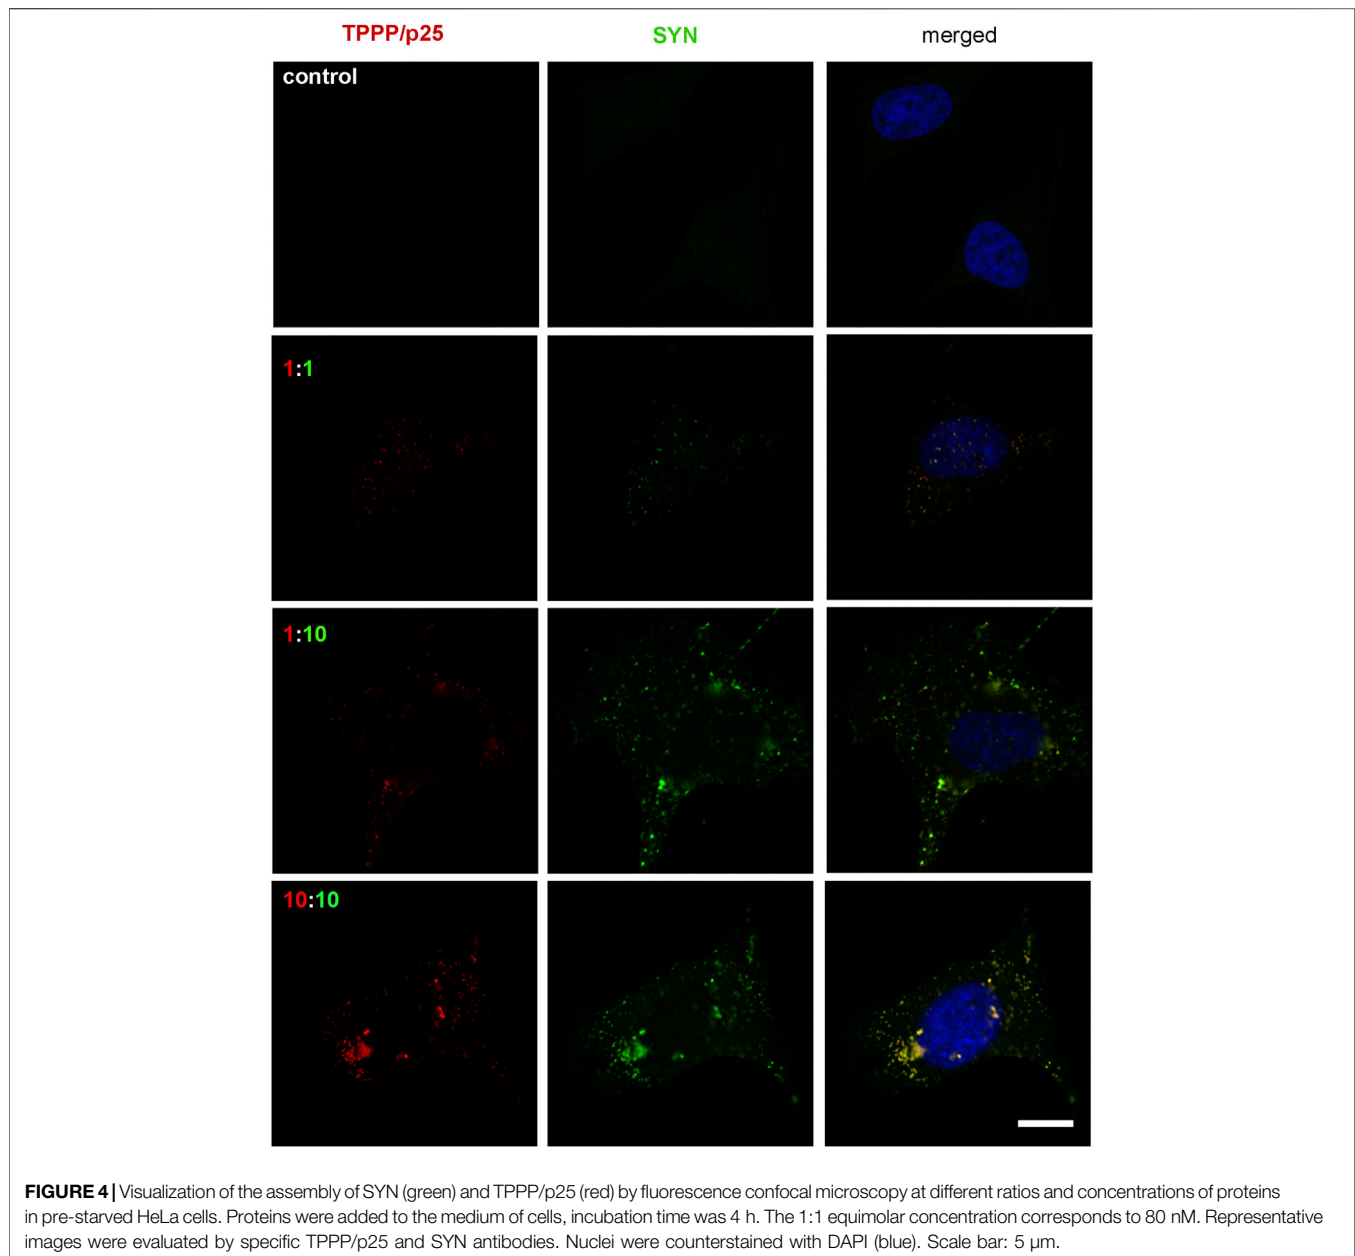 TPPP/p25 SYN merged
control
1:1
1:10
10:10
FIGURE 4 | Visualization of the assembly of SYN (green) and TPPP/p25 (red) by fluorescence confocal microscopy at different ratios and concentrations of proteins
in pre-starved HeLa cells. Proteins were added to the medium of cells, incubation time was 4 h. The 1:1 equimolar concentration corresponds to 80 nM. Representative
images were evaluated by specific TPPP/p25 and SYN antibodies. Nuclei were counterstained with DAPI (blue). Scale bar: 5 µm.